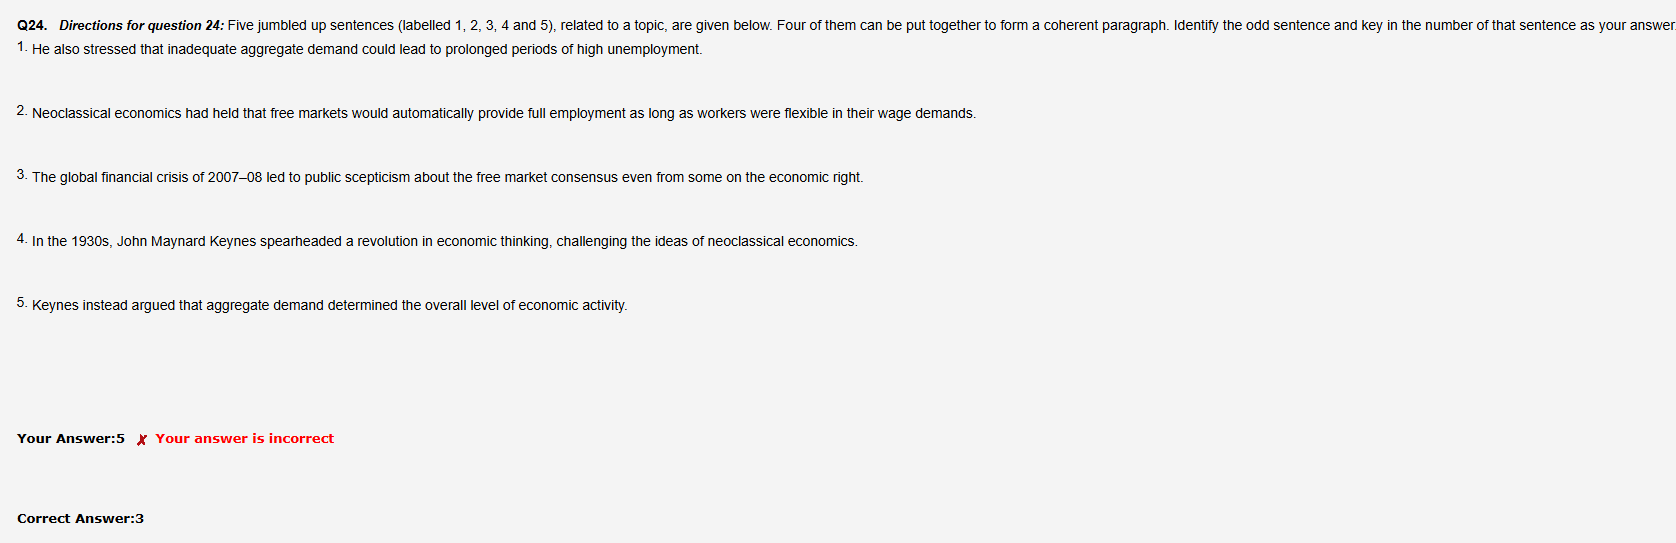 Q24. Directions for question 24: Five jumbled up sentences (labelled 1, 2, 3, 4 and 5), related to a topic, are given below. Four of them can be put together to form a coherent paragraph. Identify the odd sentence and key in the number of that sentence as your answer
1. He also stressed that inadequate aggregate demand could lead to prolonged periods of high unemployment.
2. Neoclassical economics had held that free markets would automatically provide full employment as long as workers were flexible in their wage demands.
3. The global financial crisis of 2007–08 led to public scepticism about the free market consensus even from some on the economic right.
4. In the 1930s, John Maynard Keynes spearheaded a revolution in economic thinking, challenging the ideas of neoclassical economics.
5. Keynes instead argued that aggregate demand determined the overall level of economic activity.
Your Answer:5 ✘ Your answer is incorrect
Correct Answer:3